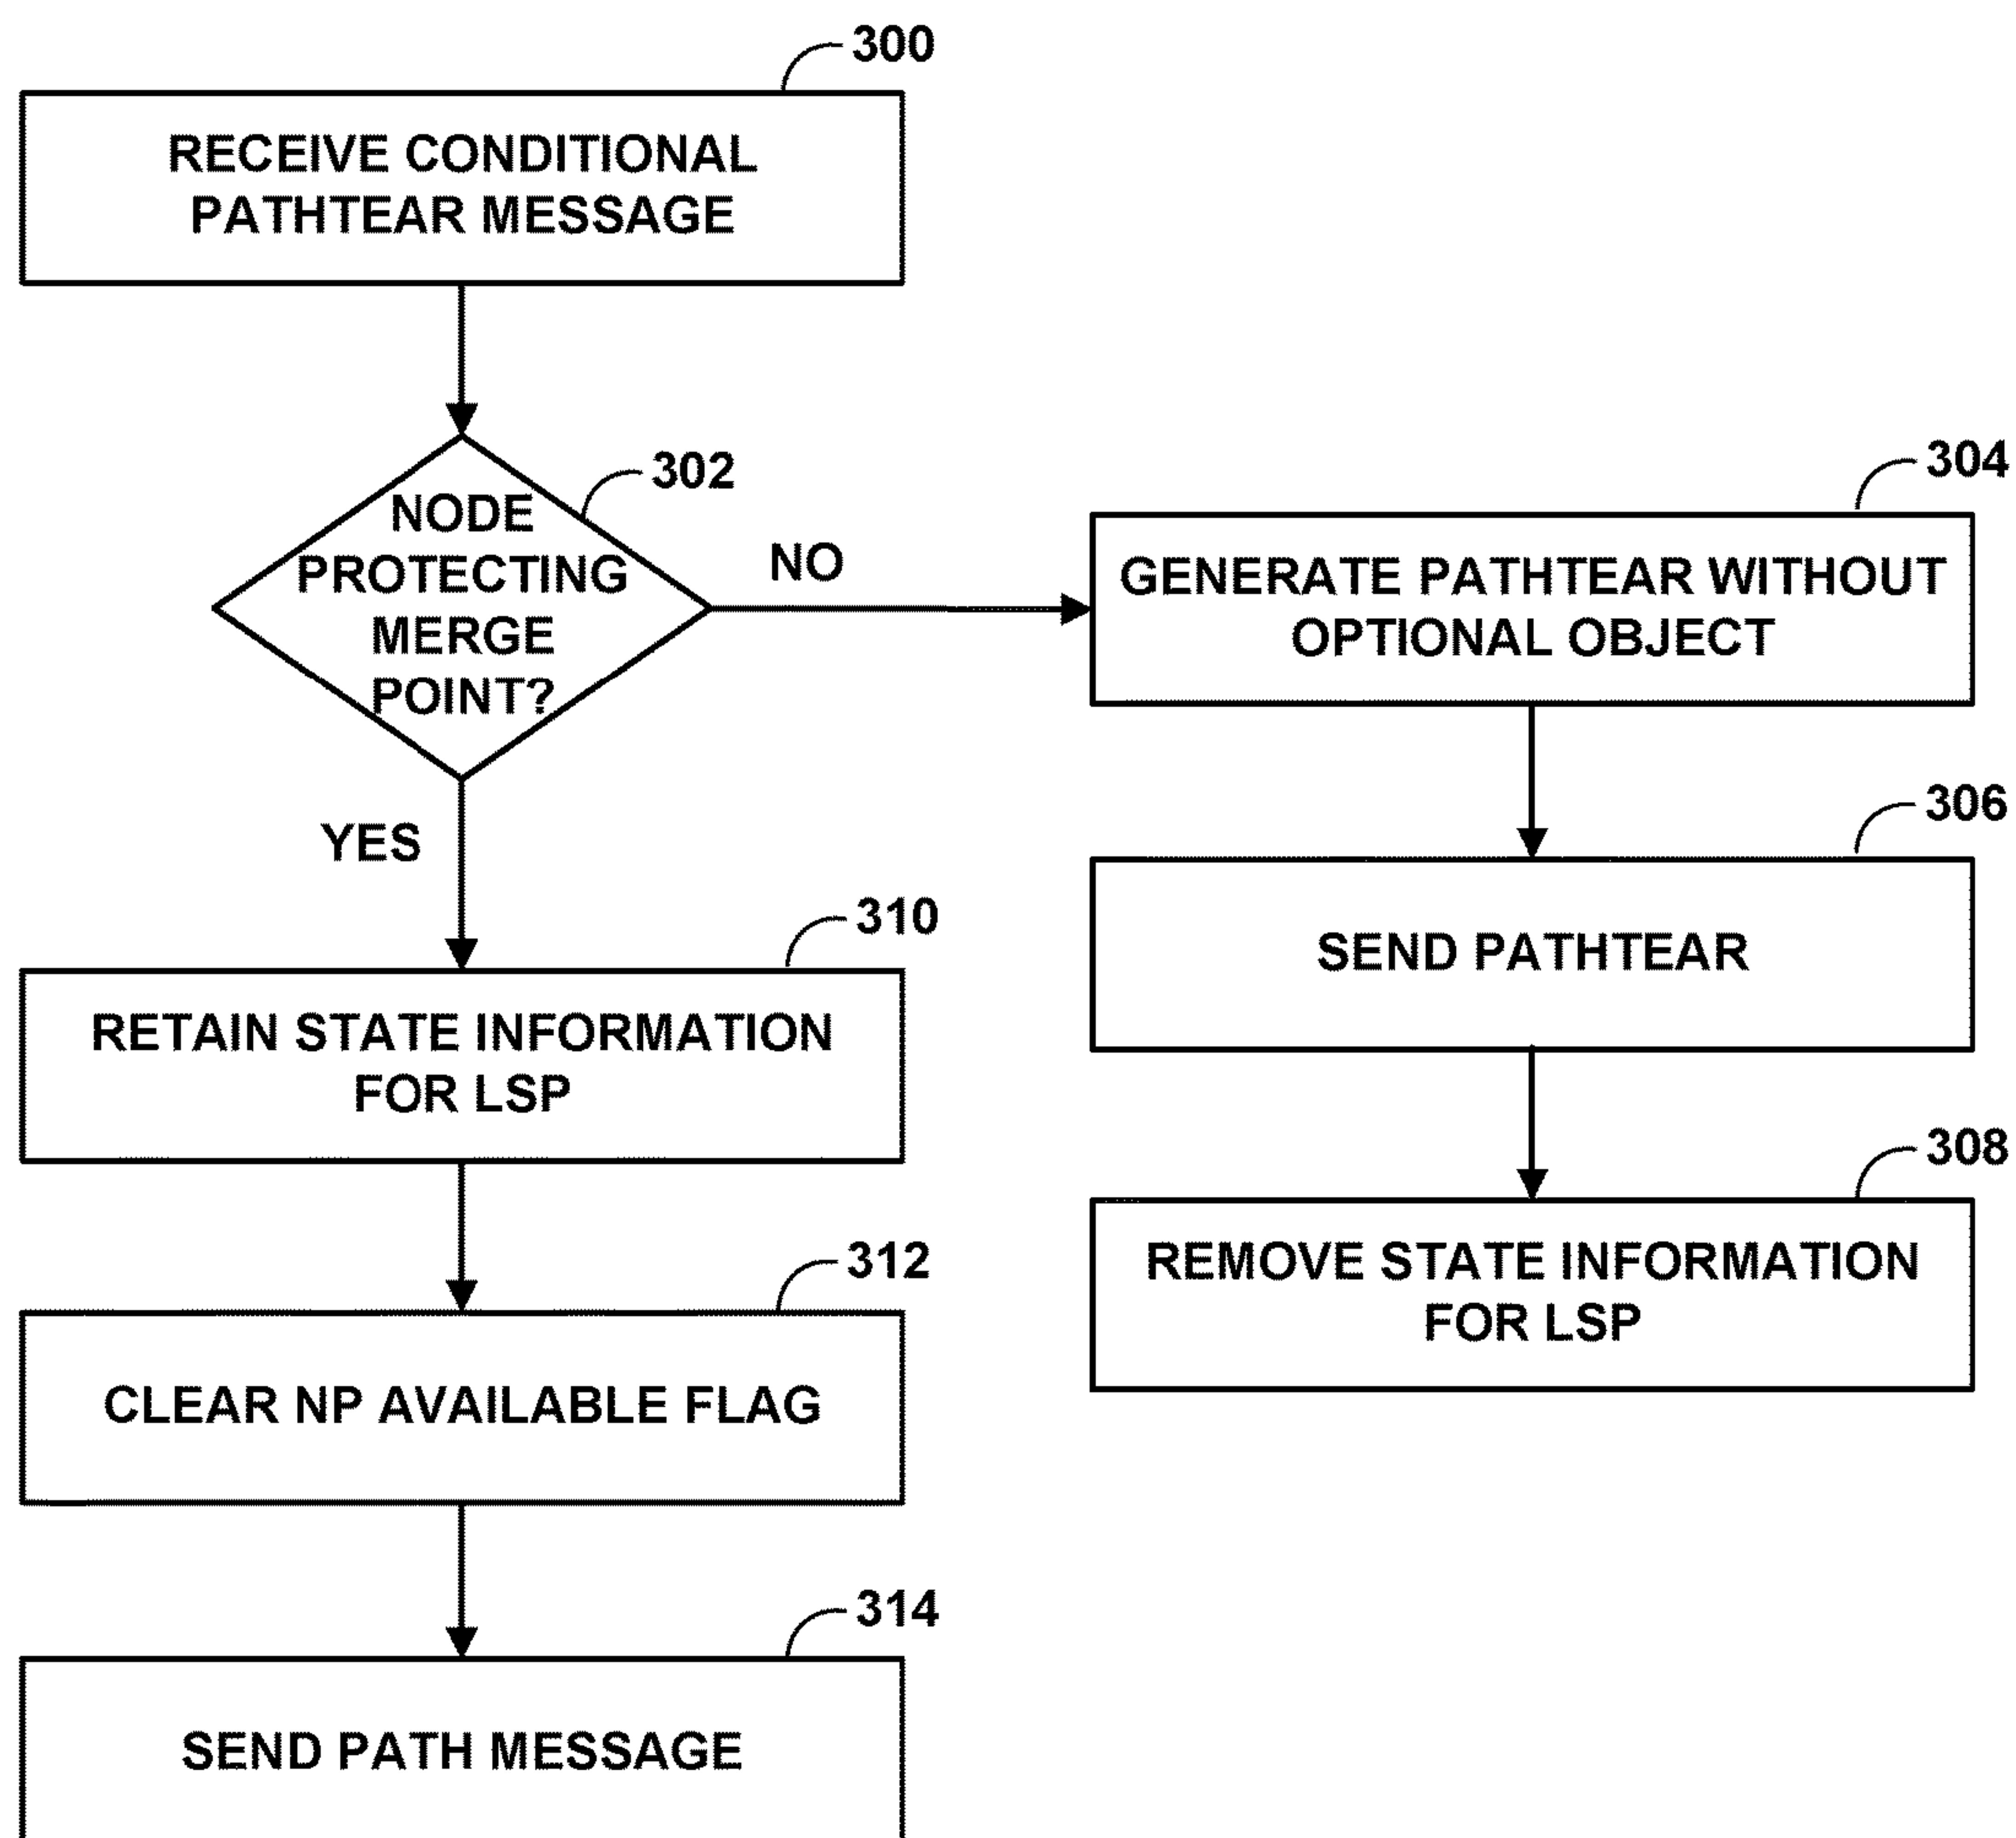 300
RECEIVE CONDITIONAL
PATHTEAR MESSAGE
302
NODE
PROTECTING
MERGE
POINT?
NO
YES
304
GENERATE PATHTEAR WITHOUT
OPTIONAL OBJECT
306
SEND PATHTEAR
308
REMOVE STATE INFORMATION
FOR LSP
310
RETAIN STATE INFORMATION
FOR LSP
312
CLEAR NP AVAILABLE FLAG
314
SEND PATH MESSAGE